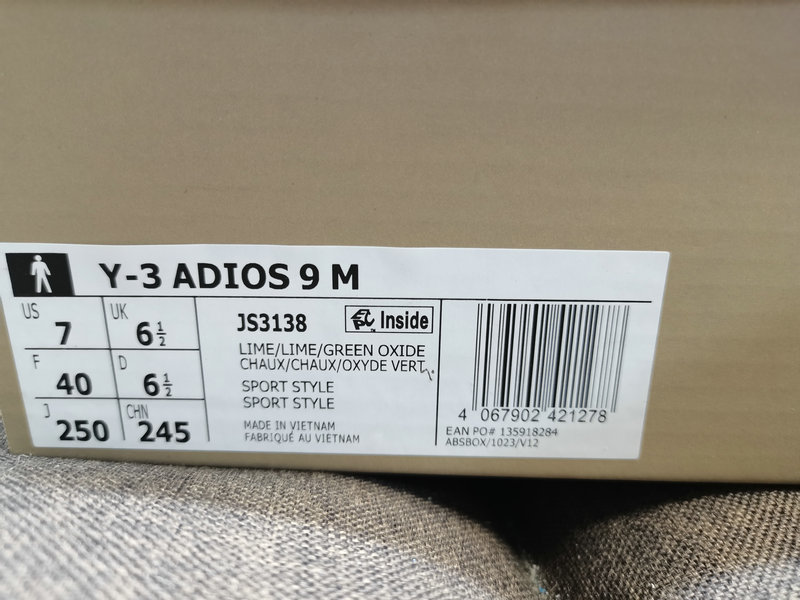 Y-3 ADIOS 9 M
US 7 UK 6½
F 40 D 6½
J 250 CHN 245
JS3138 EPC Inside
™
LIME/LIME/GREEN OXIDE
CHAUX/CHAUX/OXYDE VERT
SPORT STYLE
SPORT STYLE
MADE IN VIETNAM
FABRIQUÉ AU VIETNAM
4 067902 421278
EAN PO# 135918284
ABSBOX/1023/V12